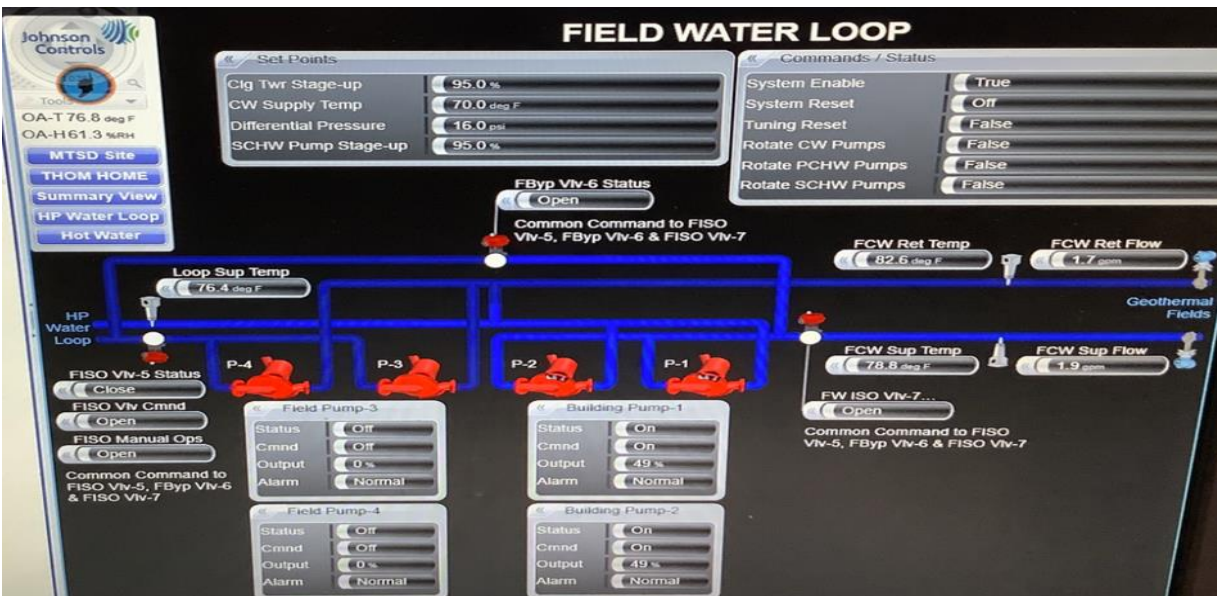 FIELD WATER LOOP
Johnson
Controls
Tools
OA-T 76.8 deg F
OA-H 61.3 %RH
MTSD Site
THOM HOME
Summary View
HP Water Loop
Hot Water
Set Points
Clg Twr Stage-up 95.0 %
CW Supply Temp 70.0 deg F
Differential Pressure 16.0 psi
SCHW Pump Stage-up 95.0 %
Commands / Status
System Enable True
System Reset Off
Tuning Reset False
Rotate CW Pumps False
Rotate PCHW Pumps False
Rotate SCHW Pumps False
FByp Vlv-6 Status
Open
Common Command to FISO
Vlv-5, FByp Vlv-6 & FISO Vlv-7
Loop Sup Temp
76.4 deg F
FCW Ret Temp
82.6 deg F
FCW Ret Flow
1.7 gpm
Geothermal
Fields
HP
Water
Loop
P-4
P-3
P-2
P-1
FCW Sup Temp
78.8 deg F
FCW Sup Flow
1.9 gpm
FISO Vlv-5 Status
Close
FISO Vlv Cmnd
Open
FISO Manual Ops
Open
Common Command to
FISO Vlv-5, FByp Vlv-6
& FISO Vlv-7
FW ISO Vlv-7...
Open
Common Command to FISO
Vlv-5, FByp Vlv-6 & FISO Vlv-7
Field Pump-3
Status Off
Cmnd Off
Output 0 %
Alarm Normal
Building Pump-1
Status On
Cmnd On
Output 49 %
Alarm Normal
Field Pump-4
Status Off
Cmnd Off
Output 0 %
Alarm Normal
Building Pump-2
Status On
Cmnd On
Output 49 %
Alarm Normal